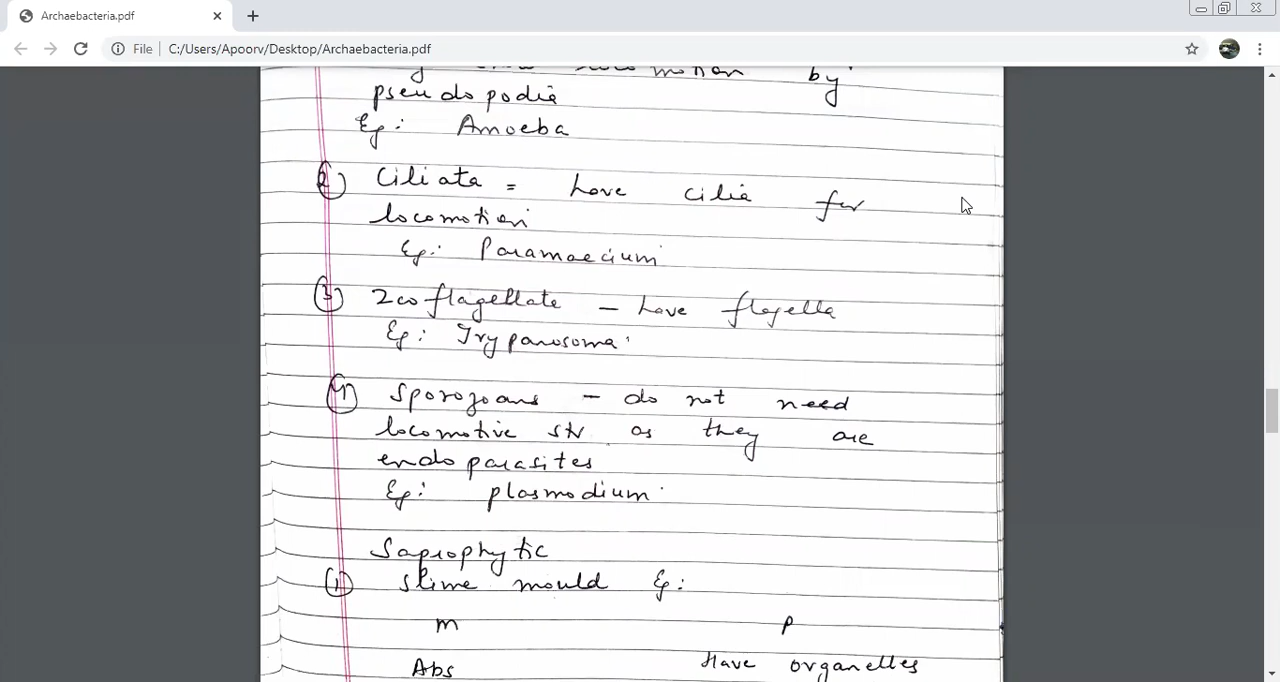 Archaebacteria.pdf
File C:/Users/Apoorv/Desktop/Archaebacteria.pdf
locomotion by
pseudopodia
Eg: Amoeba
2) Ciliata = have cilia for
locomotion
Eg: Paramaecium
3) Zooflagellate – have flagella
Eg: Trypanosoma
4) Sporozoans – do not need
locomotive str as they are
endoparasites
Eg: plasmodium
Saprophytic
1) Slime mould Eg:
m P
Abs Have organelles